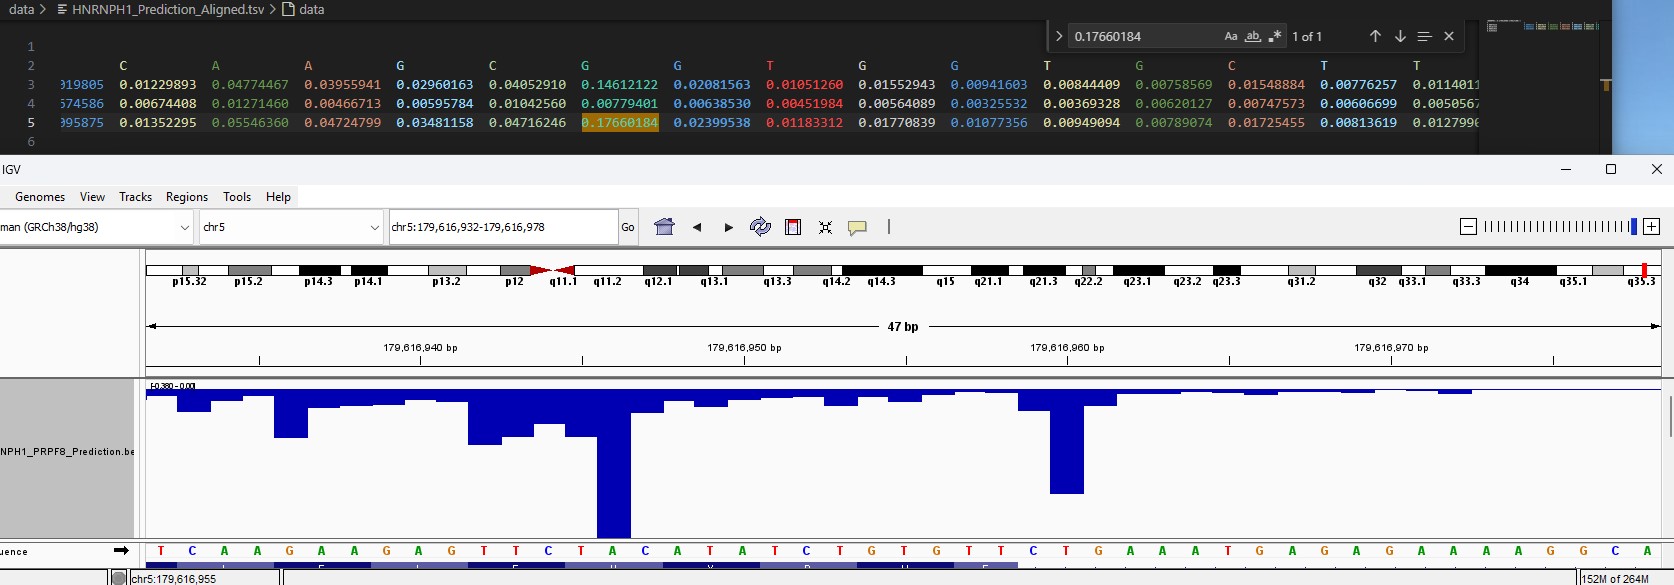 data > HNRNPH1_Prediction_Aligned.tsv > data
0.17660184 Aa ab .* 1 of 1
1
2 C A A G C G G T G G T G C T T
3 019805 0.01229893 0.04774467 0.03955941 0.02960163 0.04052910 0.14612122 0.02081563 0.01051260 0.01552943 0.00941603 0.00844409 0.00758569 0.01548884 0.00776257 0.0114011
4 574586 0.00674408 0.01271460 0.00466713 0.00595784 0.01042560 0.00779401 0.00638530 0.00451984 0.00564089 0.00325532 0.00369328 0.00620127 0.00747573 0.00606699 0.0050567
5 395875 0.01352295 0.05546360 0.04724799 0.03481158 0.04716246 0.17660184 0.02399538 0.01183312 0.01770839 0.01077356 0.00949094 0.00789074 0.01725455 0.00813619 0.0127990
6
IGV
Genomes View Tracks Regions Tools Help
man (GRCh38/hg38) chr5 chr5:179,616,932-179,616,978 Go
p15.32 p15.2 p14.3 p14.1 p13.2 p12 q11.1 q11.2 q12.1 q13.1 q13.3 q14.2 q14.3 q15 q21.1 q21.3 q22.2 q23.1 q23.2 q23.3 q31.2 q32 q33.1 q33.3 q34 q35.1 q35.3
47 bp
179,616,940 bp 179,616,950 bp 179,616,960 bp 179,616,970 bp
[-0.380 - 0.00]
NPH1_PRPF8_Prediction.be
uence T C A A G A A G A G T T C T A C A T A T C T G T G T T C T G A A A T G A G A G A A A A G G C A
chr5:179,616,955 152M of 264M